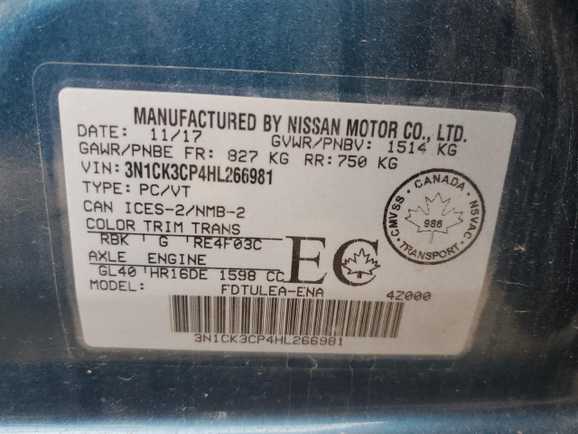 MANUFACTURED BY NISSAN MOTOR CO., LTD.
DATE: 11/17 GVWR/PNBV: 1514 KG
GAWR/PNBE FR: 827 KG RR: 750 KG
VIN: 3N1CK3CP4HL266981
TYPE: PC/VT
CAN ICES-2/NMB-2
COLOR TRIM TRANS
RBK G RE4F03C
AXLE ENGINE
GL40 HR16DE 1598 CC
MODEL: FDTULEA-ENA 4Z000
EC
CANADA
CMVSS
NSVAC
986
TRANSPORT
3N1CK3CP4HL266981